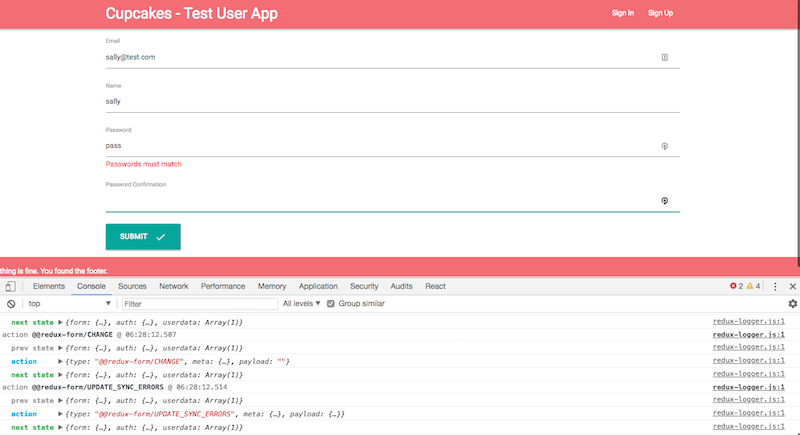 Cupcakes - Test User App Sign In Sign Up
Email
sally@test.com
Name
sally
Password
pass
Passwords must match
Password Confirmation
SUBMIT
thing is fine. You found the footer.
Elements Console Sources Network Performance Memory Application Security Audits React 2 4
top Filter All levels Group similar
next state {form: {…}, auth: {…}, userdata: Array(1)} redux-logger.js:1
action @@redux-form/CHANGE @ 06:28:12.507 redux-logger.js:1
prev state {form: {…}, auth: {…}, userdata: Array(1)} redux-logger.js:1
action {type: "@@redux-form/CHANGE", meta: {…}, payload: ""} redux-logger.js:1
next state {form: {…}, auth: {…}, userdata: Array(1)} redux-logger.js:1
action @@redux-form/UPDATE_SYNC_ERRORS @ 06:28:12.514 redux-logger.js:1
prev state {form: {…}, auth: {…}, userdata: Array(1)} redux-logger.js:1
action {type: "@@redux-form/UPDATE_SYNC_ERRORS", meta: {…}, payload: {…}} redux-logger.js:1
next state {form: {…}, auth: {…}, userdata: Array(1)} redux-logger.js:1